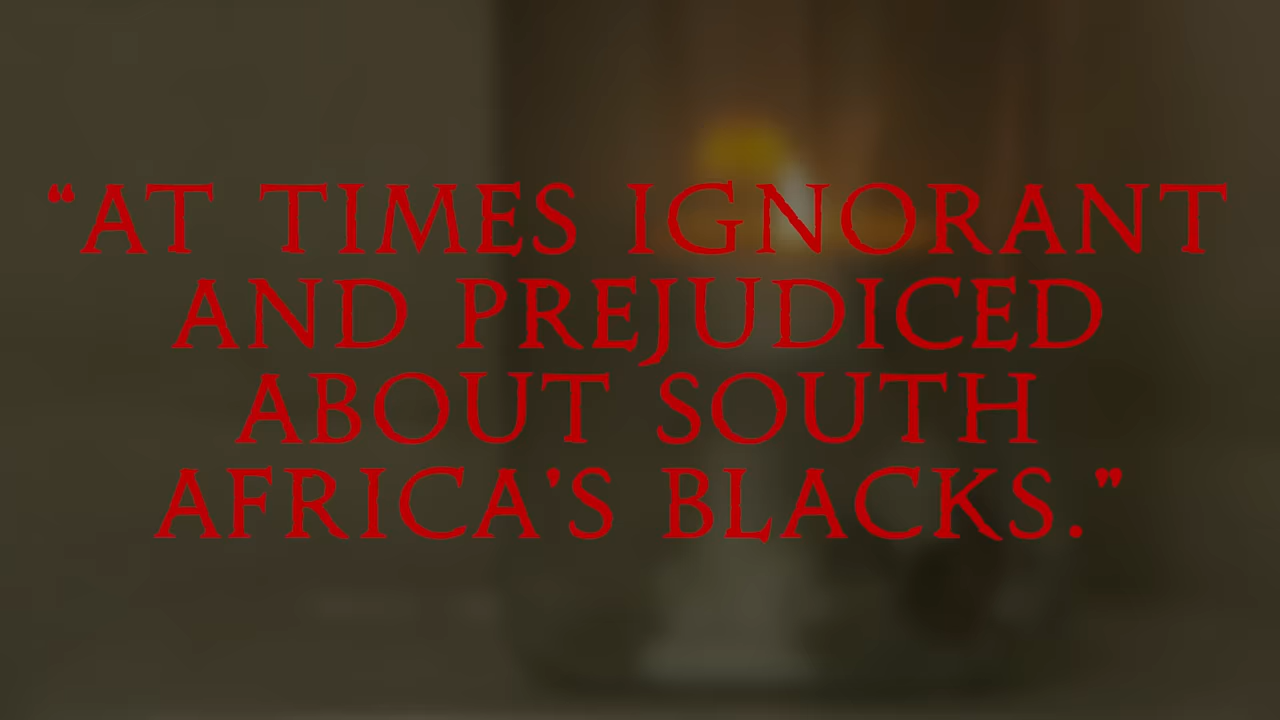 “AT TIMES IGNORANT
AND PREJUDICED
ABOUT SOUTH
AFRICA'S BLACKS.”